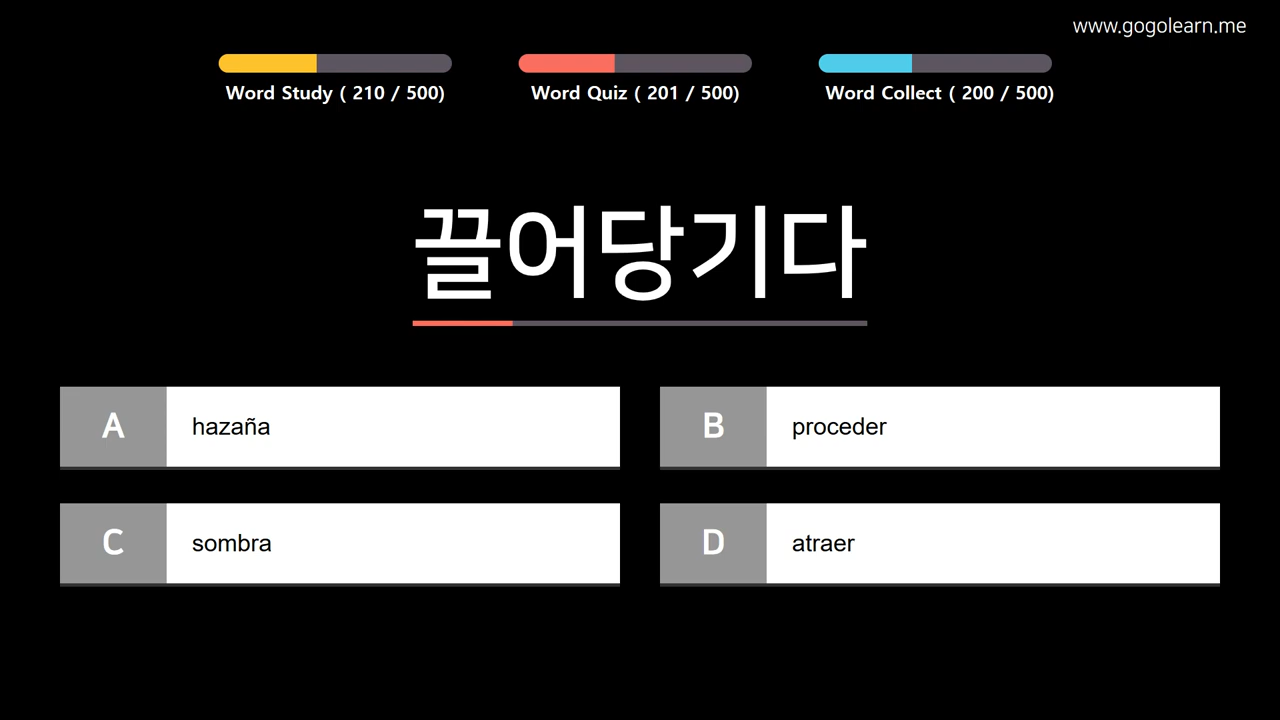 www.gogolearn.me
Word Study ( 210 / 500)
Word Quiz ( 201 / 500)
Word Collect ( 200 / 500)
끌어당기다
A hazaña
B proceder
C sombra
D atraer